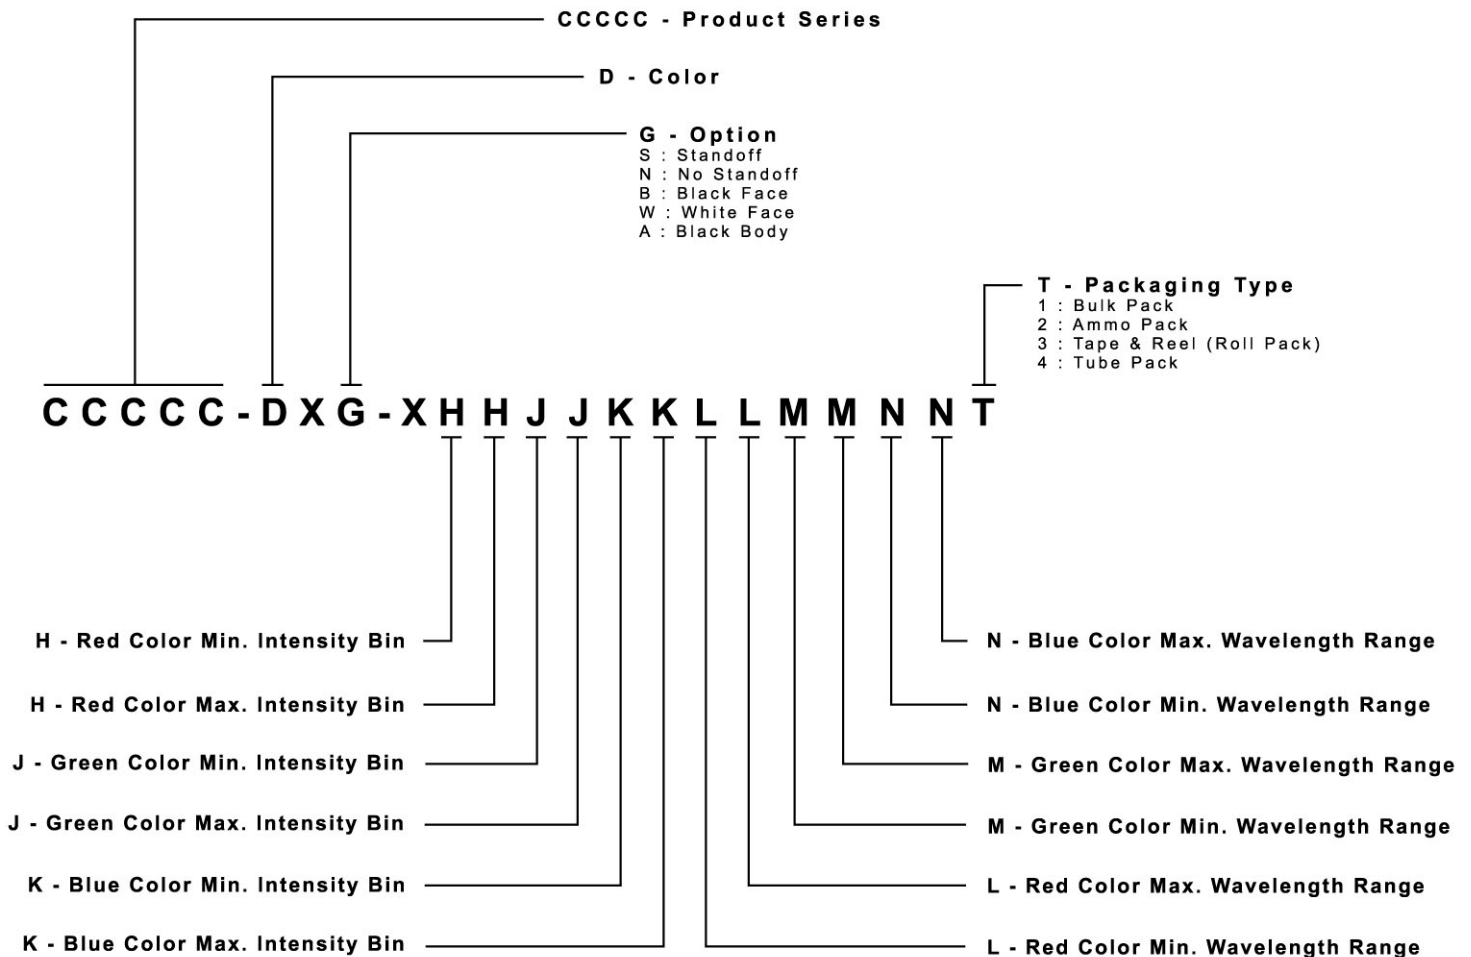 CCCCC - Product Series
D - Color
G - Option
S : Standoff
N : No Standoff
B : Black Face
W : White Face
A : Black Body
T - Packaging Type
1 : Bulk Pack
2 : Ammo Pack
3 : Tape & Reel (Roll Pack)
4 : Tube Pack
C C C C C - D X G - X H H J J K K L L M M N N T
H - Red Color Min. Intensity Bin
N - Blue Color Max. Wavelength Range
H - Red Color Max. Intensity Bin
N - Blue Color Min. Wavelength Range
J - Green Color Min. Intensity Bin
M - Green Color Max. Wavelength Range
J - Green Color Max. Intensity Bin
M - Green Color Min. Wavelength Range
K - Blue Color Min. Intensity Bin
L - Red Color Max. Wavelength Range
K - Blue Color Max. Intensity Bin
L - Red Color Min. Wavelength Range